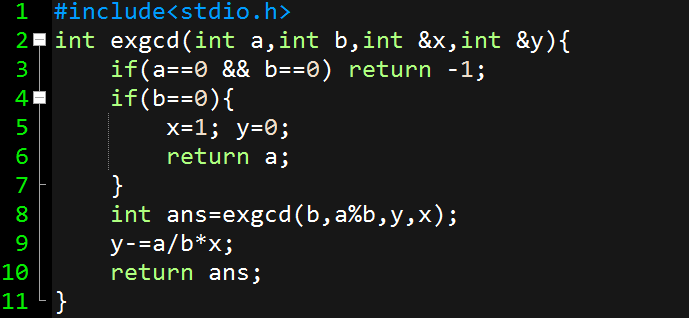 1 #include<stdio.h>
2 int exgcd(int a,int b,int &x,int &y){
3 if(a==0 && b==0) return -1;
4 if(b==0){
5 x=1; y=0;
6 return a;
7 }
8 int ans=exgcd(b,a%b,y,x);
9 y-=a/b*x;
10 return ans;
11 }